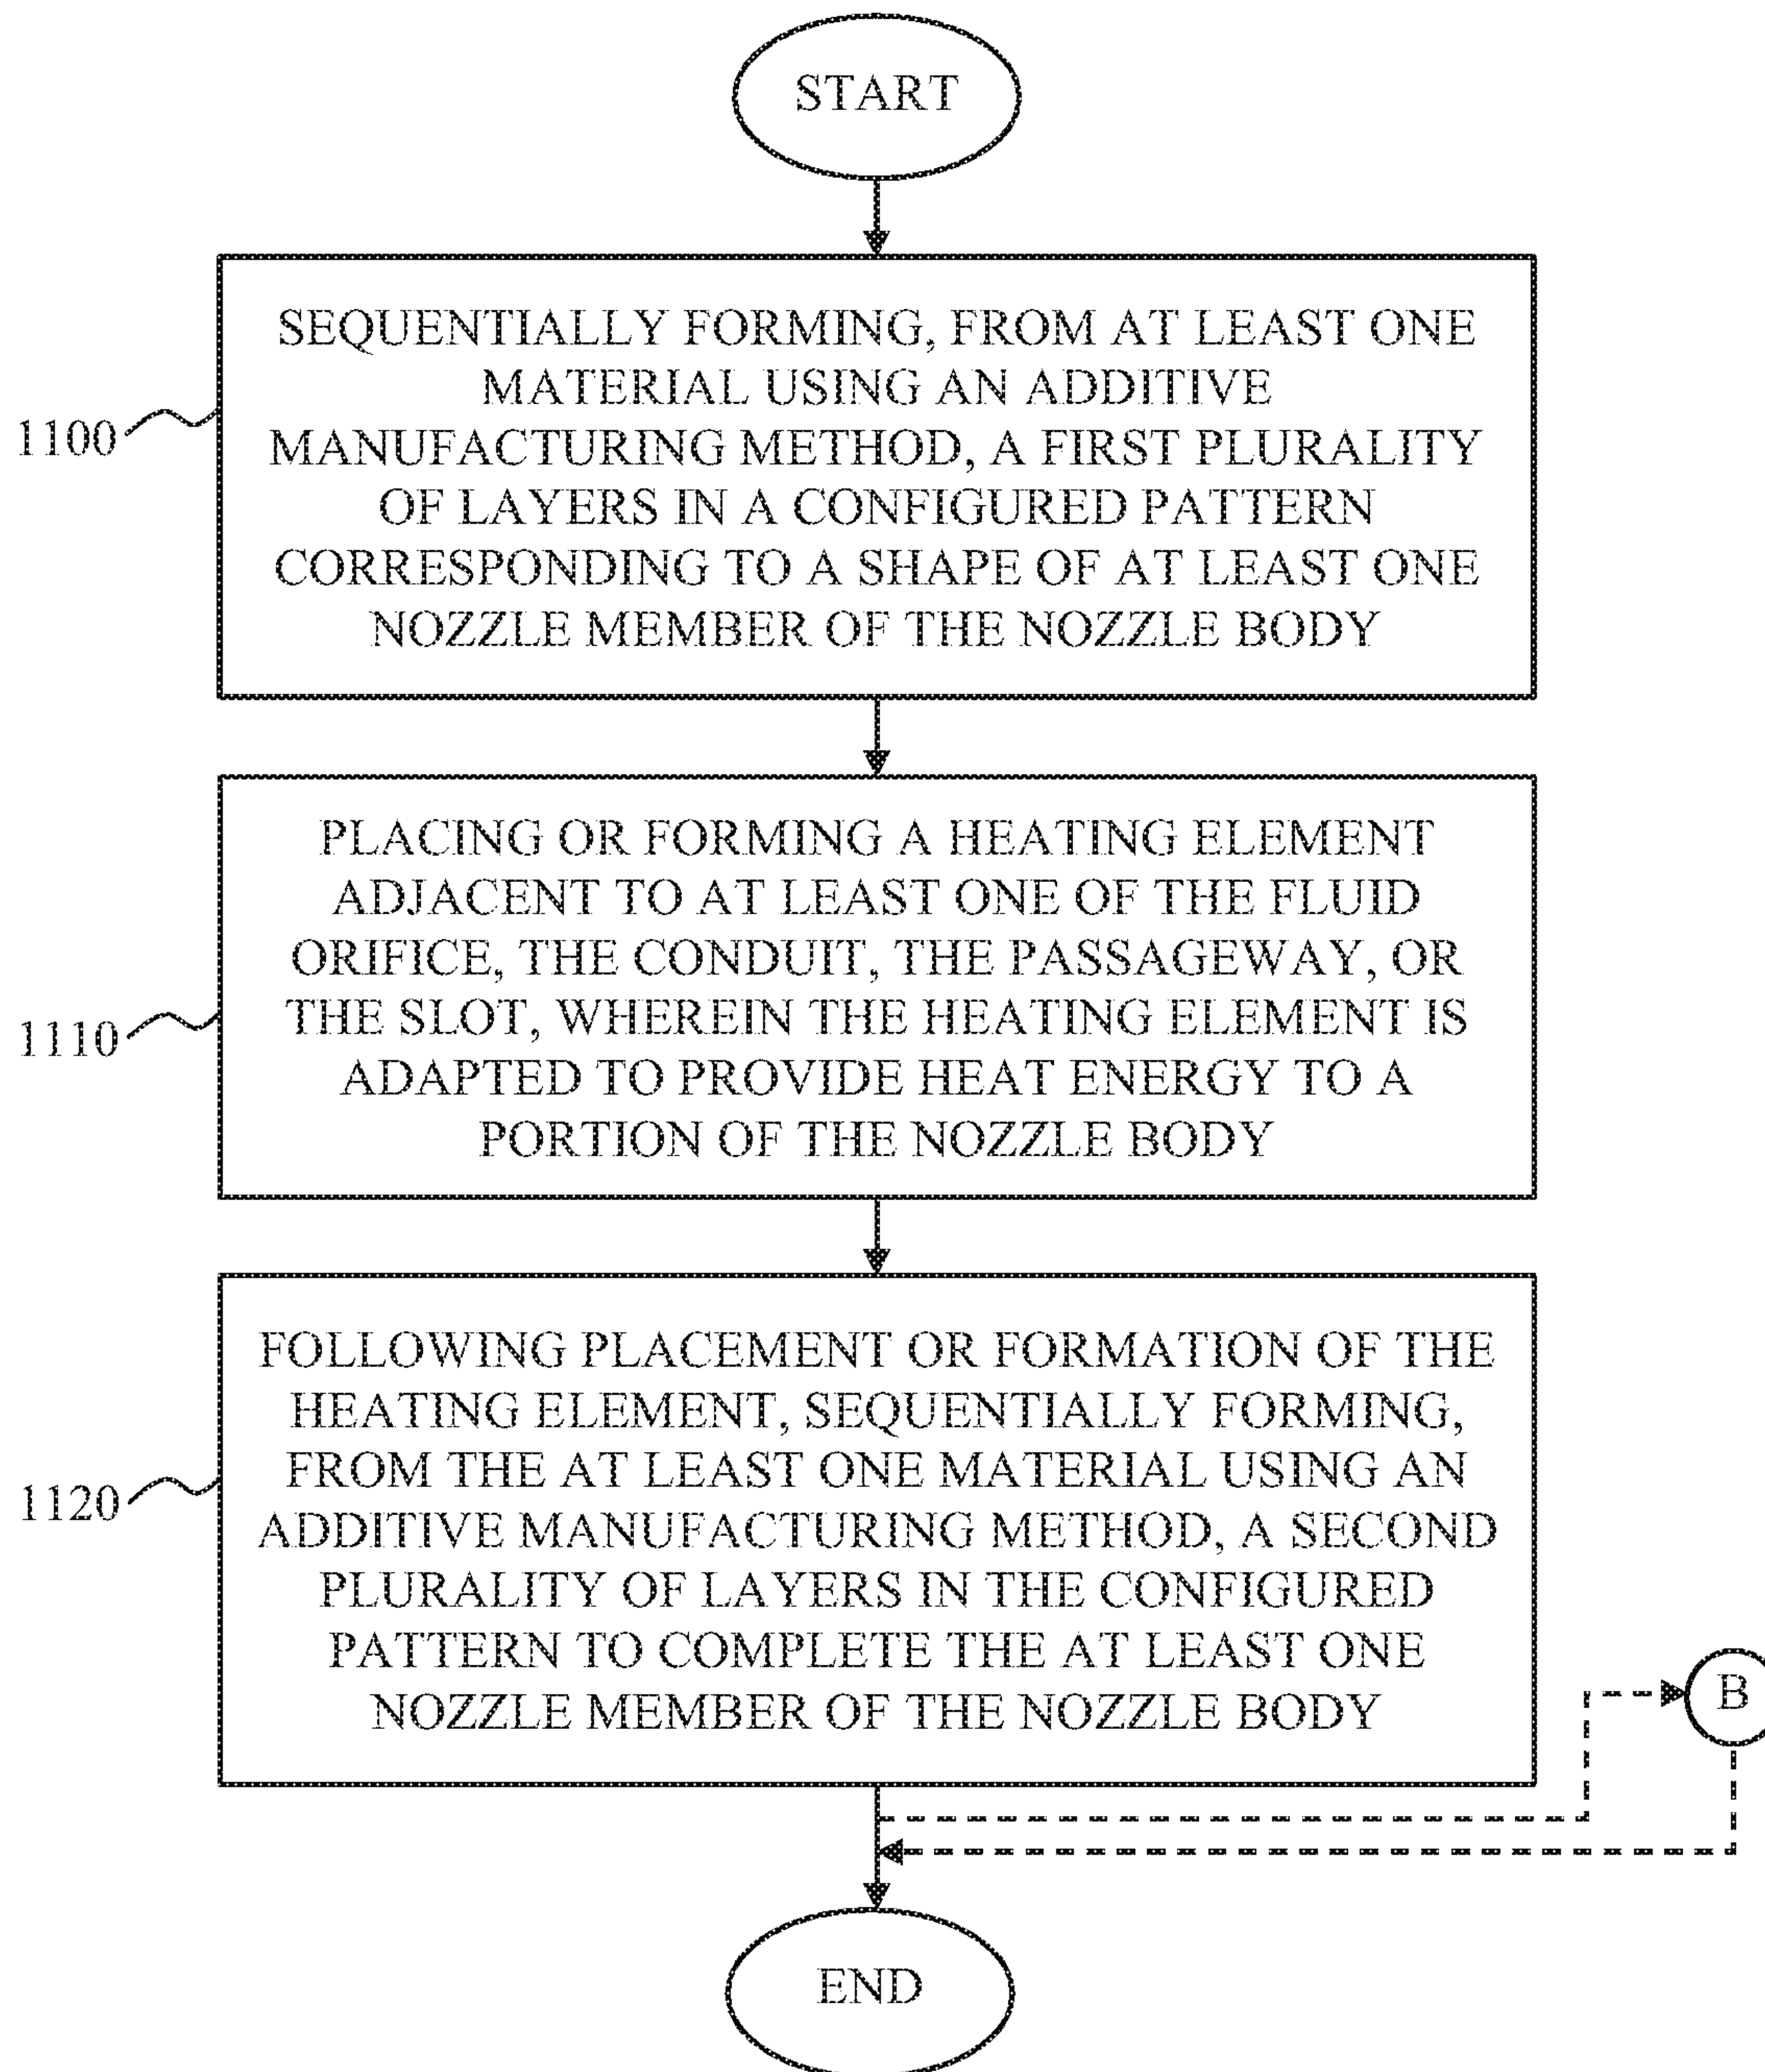 START
SEQUENTIALLY FORMING, FROM AT LEAST ONE
MATERIAL USING AN ADDITIVE
MANUFACTURING METHOD, A FIRST PLURALITY
OF LAYERS IN A CONFIGURED PATTERN
CORRESPONDING TO A SHAPE OF AT LEAST ONE
NOZZLE MEMBER OF THE NOZZLE BODY
1100
PLACING OR FORMING A HEATING ELEMENT
ADJACENT TO AT LEAST ONE OF THE FLUID
ORIFICE, THE CONDUIT, THE PASSAGEWAY, OR
THE SLOT, WHEREIN THE HEATING ELEMENT IS
ADAPTED TO PROVIDE HEAT ENERGY TO A
PORTION OF THE NOZZLE BODY
1110
FOLLOWING PLACEMENT OR FORMATION OF THE
HEATING ELEMENT, SEQUENTIALLY FORMING,
FROM THE AT LEAST ONE MATERIAL USING AN
ADDITIVE MANUFACTURING METHOD, A SECOND
PLURALITY OF LAYERS IN THE CONFIGURED
PATTERN TO COMPLETE THE AT LEAST ONE
NOZZLE MEMBER OF THE NOZZLE BODY
1120
B
END